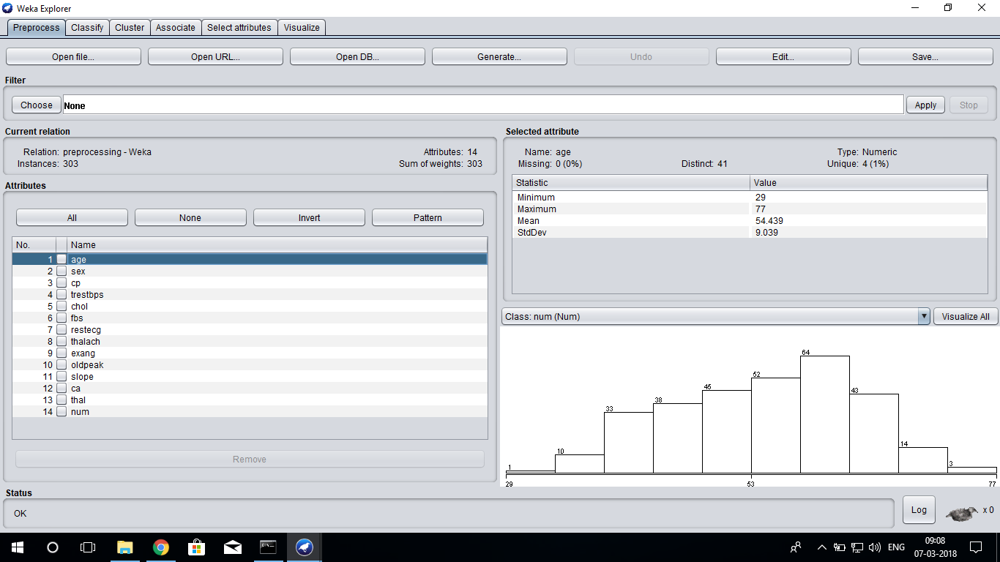 Weka Explorer
Preprocess Classify Cluster Associate Select attributes Visualize
Open file... Open URL... Open DB... Generate... Undo Edit... Save...
Filter
Choose None Apply Stop
Current relation
Relation: preprocessing - Weka Attributes: 14
Instances: 303 Sum of weights: 303
Attributes
All None Invert Pattern
No. Name
1 age
2 sex
3 cp
4 trestbps
5 chol
6 fbs
7 restecg
8 thalach
9 exang
10 oldpeak
11 slope
12 ca
13 thal
14 num
Remove
Selected attribute
Name: age Type: Numeric
Missing: 0 (0%) Distinct: 41 Unique: 4 (1%)
Statistic Value
Minimum 29
Maximum 77
Mean 54.439
StdDev 9.039
Class: num (Num) Visualize All
1 10 33 38 45 52 64 43 14 3
29 53 77
Status
OK
Log x 0
ENG 09:08
07-03-2018